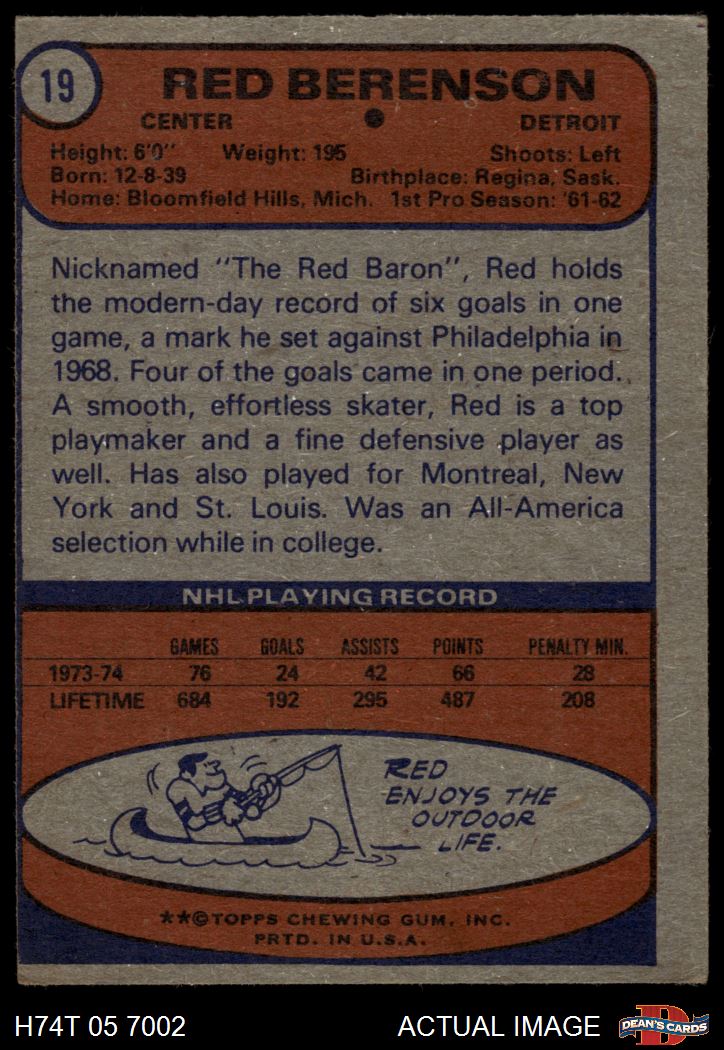 19
RED BERENSON
CENTER DETROIT
Height: 6'0" Weight: 195 Shoots: Left
Born: 12-8-39 Birthplace: Regina, Sask.
Home: Bloomfield Hills, Mich. 1st Pro Season: '61-62
Nicknamed "The Red Baron", Red holds
the modern-day record of six goals in one
game, a mark he set against Philadelphia in
1968. Four of the goals came in one period.
A smooth, effortless skater, Red is a top
playmaker and a fine defensive player as
well. Has also played for Montreal, New
York and St. Louis. Was an All-America
selection while in college.
NHL PLAYING RECORD
GAMES GOALS ASSISTS POINTS PENALTY MIN.
1973-74 76 24 42 66 28
LIFETIME 684 192 295 487 208
RED
ENJOYS THE
OUTDOOR
LIFE.
**©TOPPS CHEWING GUM, INC.
PRTD. IN U.S.A.
H74T 05 7002 ACTUAL IMAGE
D
DEAN'S CARDS